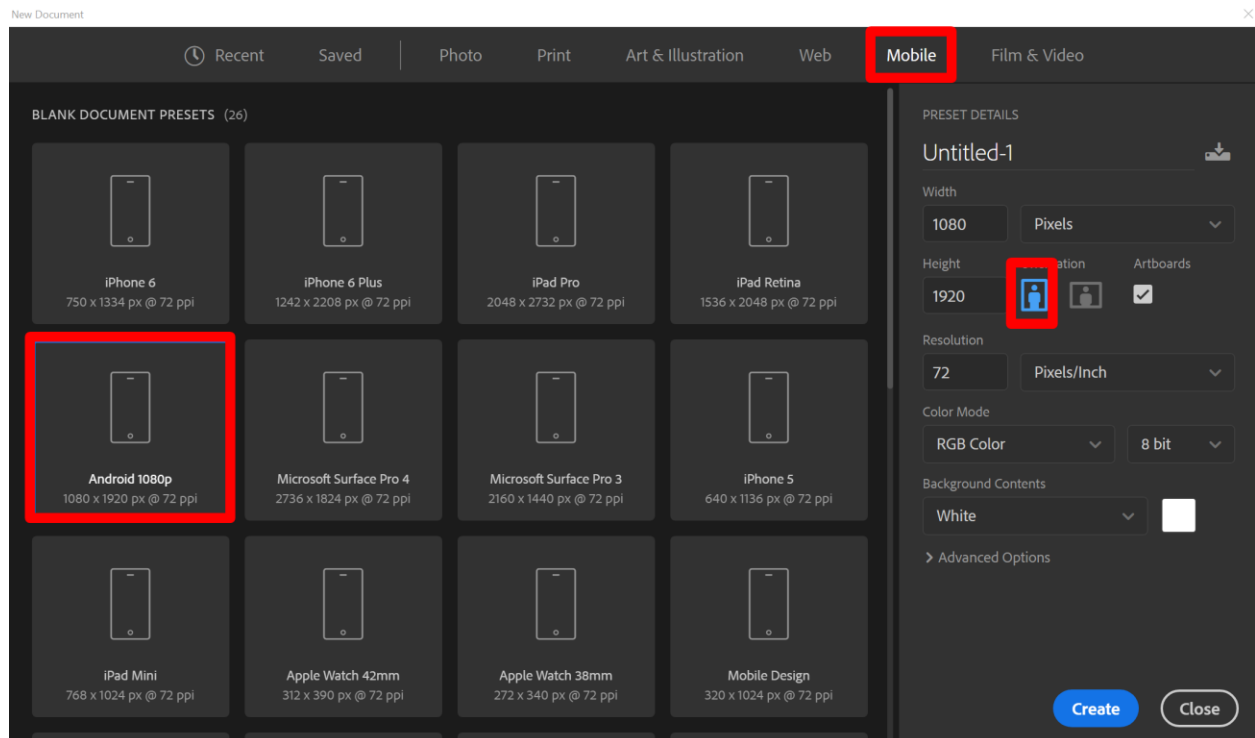 New Document
Recent Saved Photo Print Art & Illustration Web Mobile Film & Video
BLANK DOCUMENT PRESETS (26)
iPhone 6
750 x 1334 px @ 72 ppi
iPhone 6 Plus
1242 x 2208 px @ 72 ppi
iPad Pro
2048 x 2732 px @ 72 ppi
iPad Retina
1536 x 2048 px @ 72 ppi
Android 1080p
1080 x 1920 px @ 72 ppi
Microsoft Surface Pro 4
2736 x 1824 px @ 72 ppi
Microsoft Surface Pro 3
2160 x 1440 px @ 72 ppi
iPhone 5
640 x 1136 px @ 72 ppi
iPad Mini
768 x 1024 px @ 72 ppi
Apple Watch 42mm
312 x 390 px @ 72 ppi
Apple Watch 38mm
272 x 340 px @ 72 ppi
Mobile Design
320 x 1024 px @ 72 ppi
PRESET DETAILS
Untitled-1
Width
1080 Pixels
Height Artboards
1920
Resolution
72 Pixels/Inch
Color Mode
RGB Color 8 bit
Background Contents
White
Advanced Options
Create Close